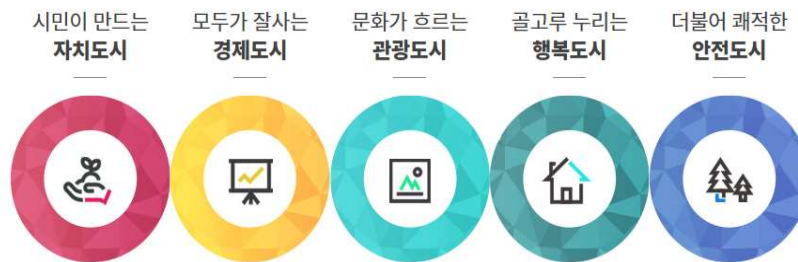 시민이 만드는
자치도시
모두가 잘사는
경제도시
문화가 흐르는
관광도시
골고루 누리는
행복도시
더불어 쾌적한
안전도시